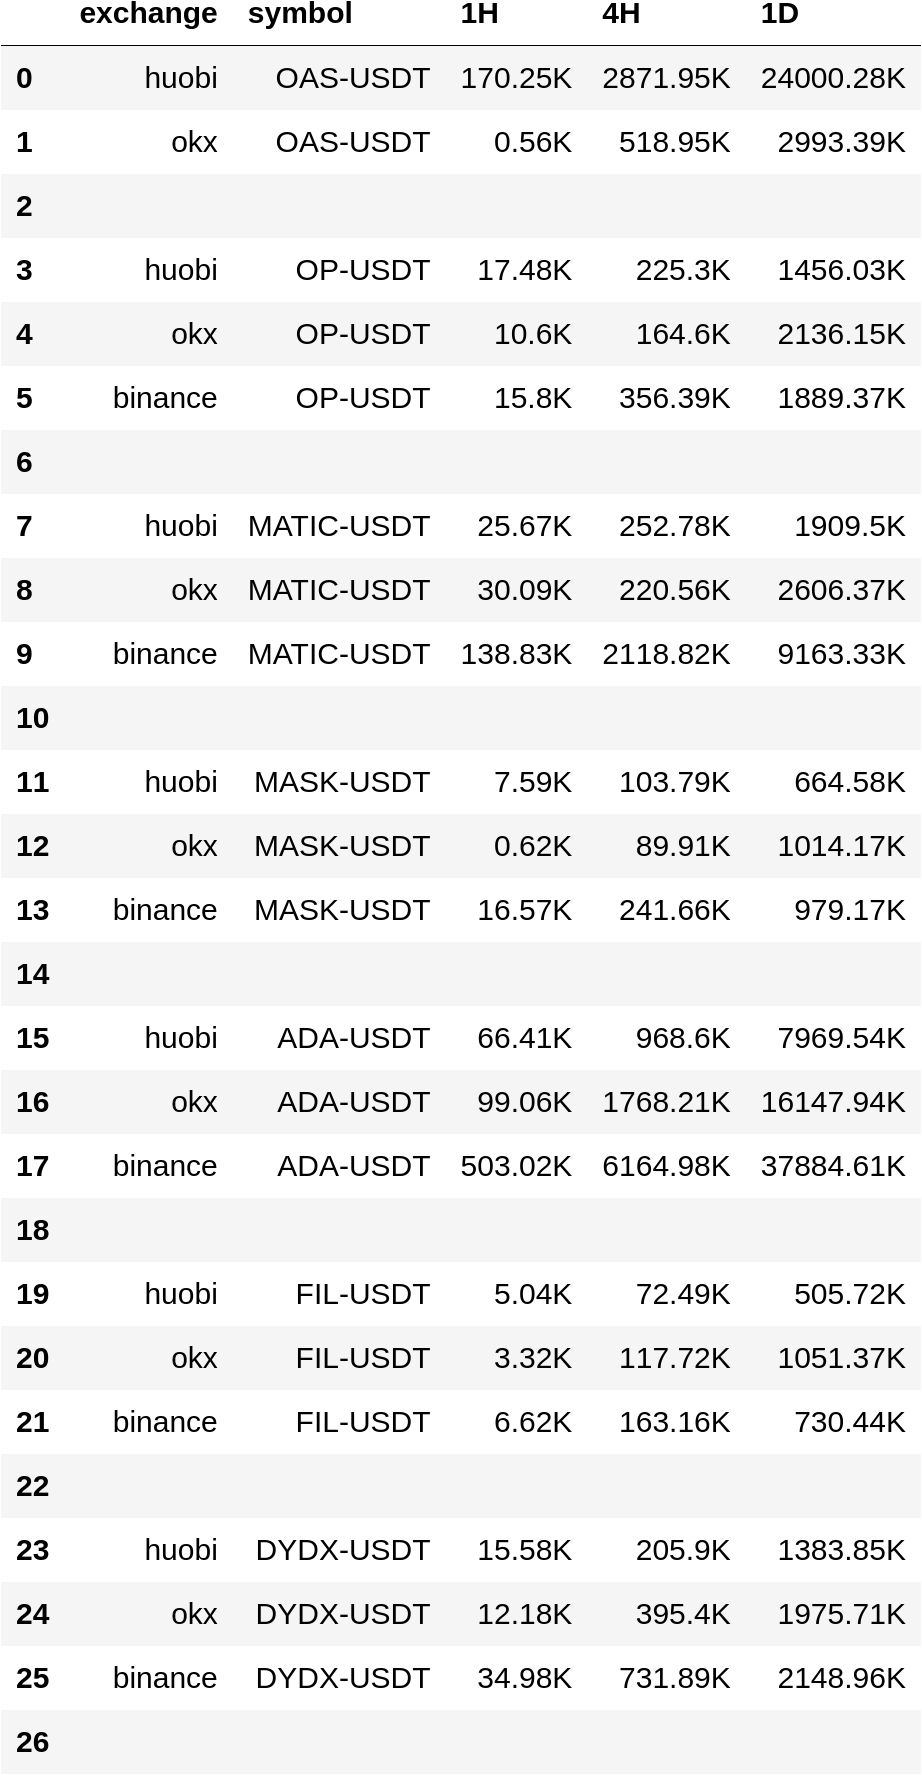 exchange symbol 1H 4H 1D
0 huobi OAS-USDT 170.25K 2871.95K 24000.28K
1 okx OAS-USDT 0.56K 518.95K 2993.39K
2
3 huobi OP-USDT 17.48K 225.3K 1456.03K
4 okx OP-USDT 10.6K 164.6K 2136.15K
5 binance OP-USDT 15.8K 356.39K 1889.37K
6
7 huobi MATIC-USDT 25.67K 252.78K 1909.5K
8 okx MATIC-USDT 30.09K 220.56K 2606.37K
9 binance MATIC-USDT 138.83K 2118.82K 9163.33K
10
11 huobi MASK-USDT 7.59K 103.79K 664.58K
12 okx MASK-USDT 0.62K 89.91K 1014.17K
13 binance MASK-USDT 16.57K 241.66K 979.17K
14
15 huobi ADA-USDT 66.41K 968.6K 7969.54K
16 okx ADA-USDT 99.06K 1768.21K 16147.94K
17 binance ADA-USDT 503.02K 6164.98K 37884.61K
18
19 huobi FIL-USDT 5.04K 72.49K 505.72K
20 okx FIL-USDT 3.32K 117.72K 1051.37K
21 binance FIL-USDT 6.62K 163.16K 730.44K
22
23 huobi DYDX-USDT 15.58K 205.9K 1383.85K
24 okx DYDX-USDT 12.18K 395.4K 1975.71K
25 binance DYDX-USDT 34.98K 731.89K 2148.96K
26